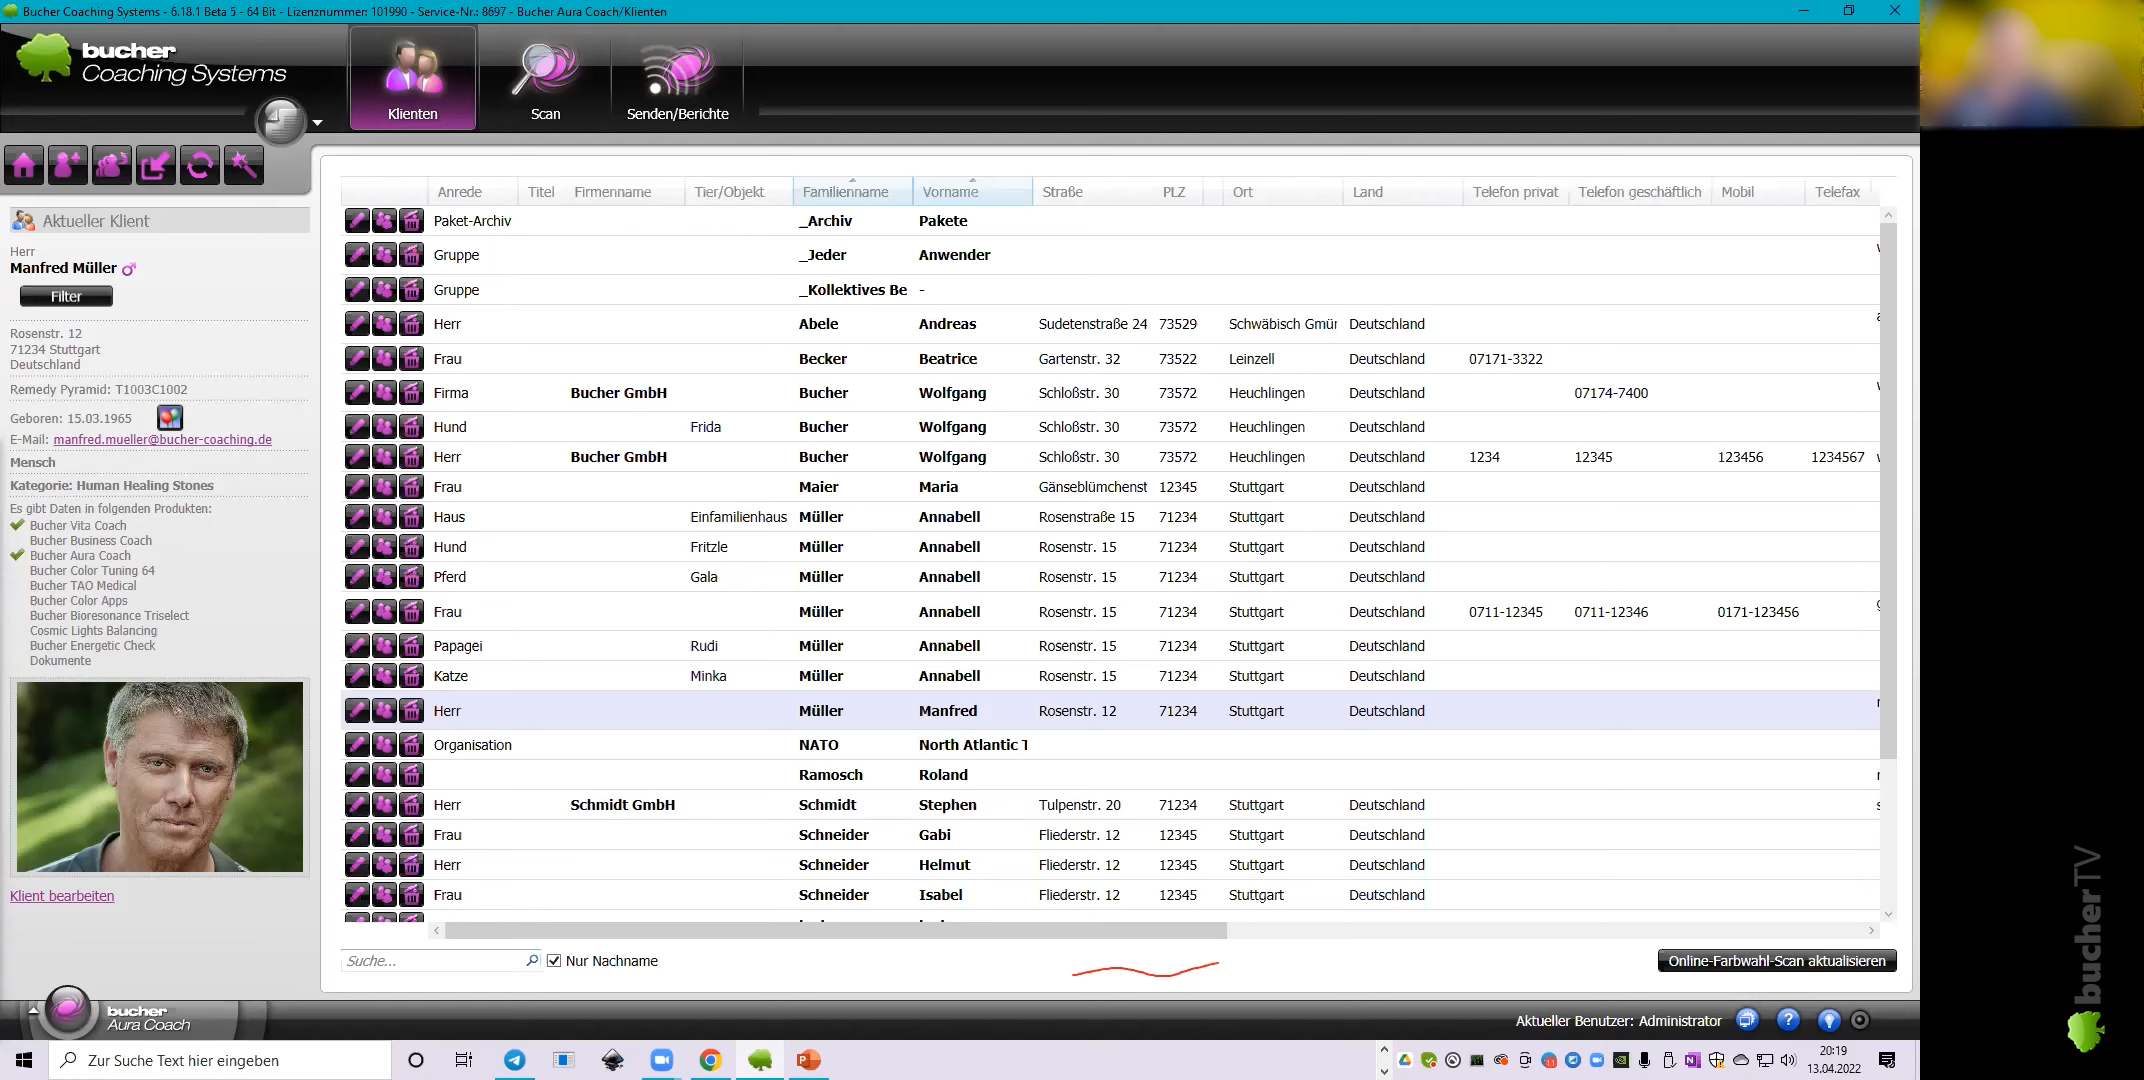 Bucher Coaching Systems - 6.18.1 Beta 5 - 64 Bit - Lizenznummer: 101990 - Service-Nr.: 8697 - Bucher Aura Coach/Klienten
bucher
Coaching Systems
Klienten
Scan
Senden/Berichte
Aktueller Klient
Herr
Manfred Müller
Filter
Rosenstr. 12
71234 Stuttgart
Deutschland
Remedy Pyramid: T1003C1002
Geboren: 15.03.1965
E-Mail: manfred.mueller@bucher-coaching.de
Mensch
Kategorie: Human Healing Stones
Es gibt Daten in folgenden Produkten:
Bucher Vita Coach
Bucher Business Coach
Bucher Aura Coach
Bucher Color Tuning 64
Bucher TAO Medical
Bucher Color Apps
Bucher Bioresonance Triselect
Cosmic Lights Balancing
Bucher Energetic Check
Dokumente
Klient bearbeiten
Anrede Titel Firmenname Tier/Objekt Familienname Vorname Straße PLZ Ort Land Telefon privat Telefon geschäftlich Mobil Telefax
Paket-Archiv _Archiv Pakete
Gruppe _Jeder Anwender
Gruppe _Kollektives Be -
Herr Abele Andreas Sudetenstraße 24 73529 Schwäbisch Gmür Deutschland
Frau Becker Beatrice Gartenstr. 32 73522 Leinzell Deutschland 07171-3322
Firma Bucher GmbH Bucher Wolfgang Schloßstr. 30 73572 Heuchlingen Deutschland 07174-7400
Hund Frida Bucher Wolfgang Schloßstr. 30 73572 Heuchlingen Deutschland
Herr Bucher GmbH Bucher Wolfgang Schloßstr. 30 73572 Heuchlingen Deutschland 1234 12345 123456 1234567
Frau Maier Maria Gänseblümchenst 12345 Stuttgart Deutschland
Haus Einfamilienhaus Müller Annabell Rosenstraße 15 71234 Stuttgart Deutschland
Hund Fritzle Müller Annabell Rosenstr. 15 71234 Stuttgart Deutschland
Pferd Gala Müller Annabell Rosenstr. 15 71234 Stuttgart Deutschland
Frau Müller Annabell Rosenstr. 15 71234 Stuttgart Deutschland 0711-12345 0711-12346 0171-123456
Papagei Rudi Müller Annabell Rosenstr. 15 71234 Stuttgart Deutschland
Katze Minka Müller Annabell Rosenstr. 15 71234 Stuttgart Deutschland
Herr Müller Manfred Rosenstr. 12 71234 Stuttgart Deutschland
Organisation NATO North Atlantic T
Ramosch Roland
Herr Schmidt GmbH Schmidt Stephen Tulpenstr. 20 71234 Stuttgart Deutschland
Frau Schneider Gabi Fliederstr. 12 12345 Stuttgart Deutschland
Herr Schneider Helmut Fliederstr. 12 12345 Stuttgart Deutschland
Frau Schneider Isabel Fliederstr. 12 12345 Stuttgart Deutschland
Suche...
Nur Nachname
Online-Farbwahl-Scan aktualisieren
bucher
Aura Coach
Aktueller Benutzer: Administrator
Zur Suche Text hier eingeben
20:19
13.04.2022
bucherTV